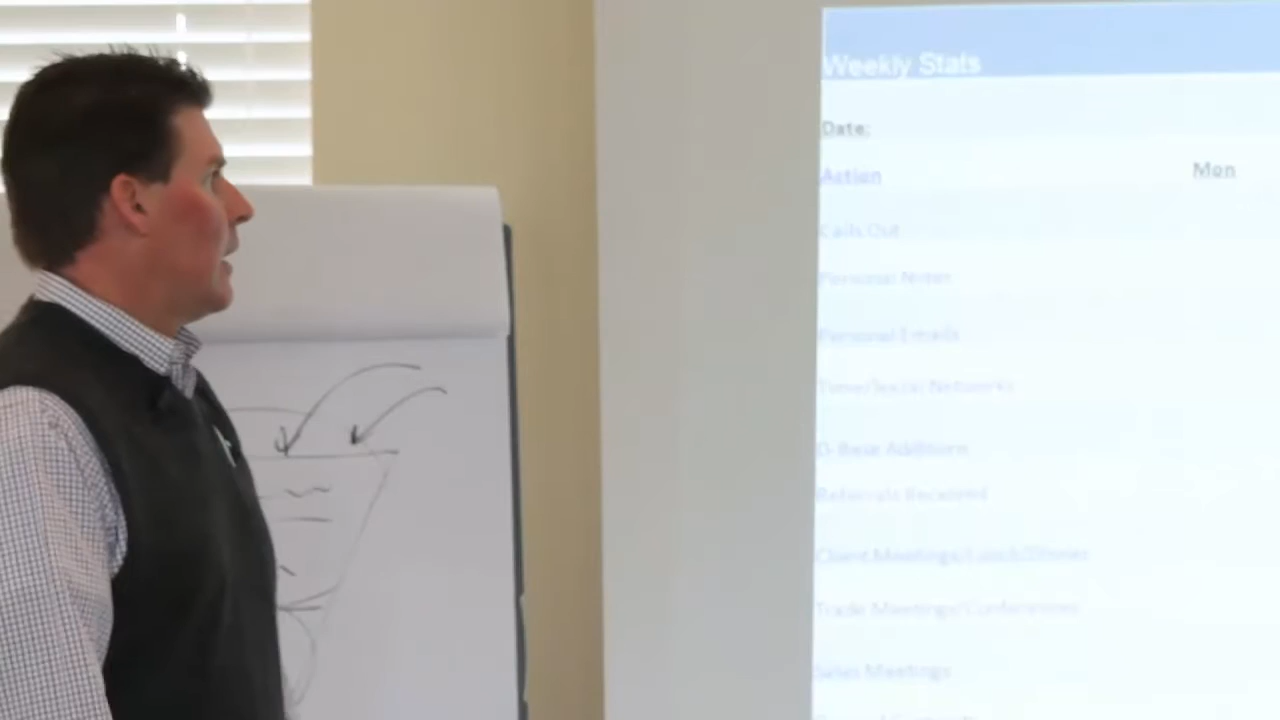 Weekly Stats
Date:
Action Mon
Calls Out
Personal Notes
Personal Emails
Time/Social Networks
D-Base Additions
Referrals Received
Client Meetings/Lunch/Dinner
Trade Meetings/Conferences
Sales Meetings